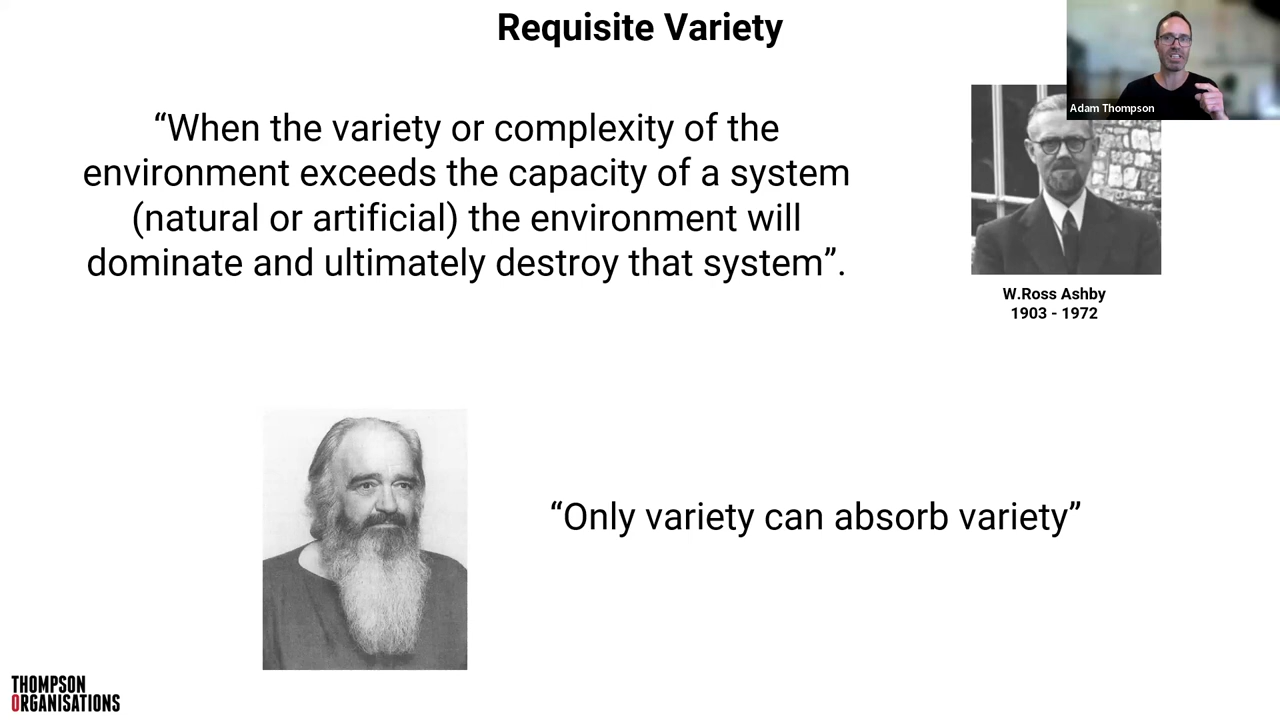 Requisite Variety
Adam Thompson
“When the variety or complexity of the
environment exceeds the capacity of a system
(natural or artificial) the environment will
dominate and ultimately destroy that system”.
W.Ross Ashby
1903 - 1972
“Only variety can absorb variety”
THOMPSON
ORGANISATIONS